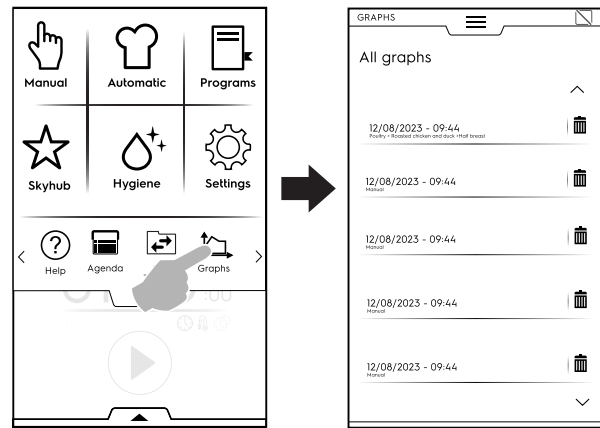 Manual Automatic Programs
Skyhub Hygiene Settings
? Help Agenda Graphs
:00
GRAPHS
All graphs
12/08/2023 - 09:44
Poultry > Roasted chicken and duck >Half breast
12/08/2023 - 09:44
Manual
12/08/2023 - 09:44
Manual
12/08/2023 - 09:44
Manual
12/08/2023 - 09:44
Manual